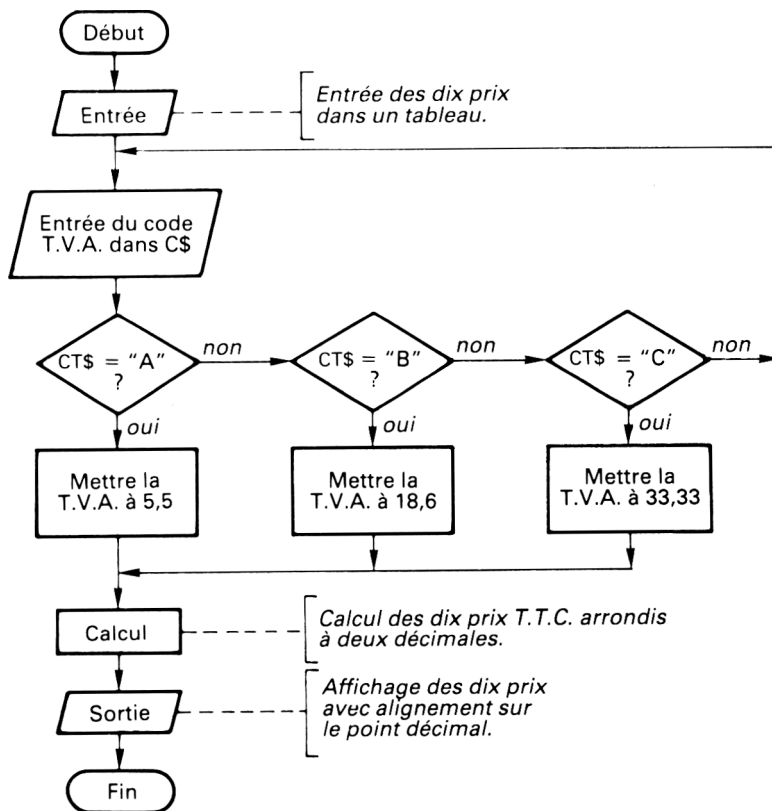 Début
Entrée
Entrée des dix prix
dans un tableau.
Entrée du code
T.V.A. dans C$
CT$ = "A"
?
non
oui
CT$ = "B"
?
non
oui
CT$ = "C"
?
non
oui
Mettre la
T.V.A. à 5,5
Mettre la
T.V.A. à 18,6
Mettre la
T.V.A. à 33,33
Calcul
Calcul des dix prix T.T.C. arrondis
à deux décimales.
Sortie
Affichage des dix prix
avec alignement sur
le point décimal.
Fin